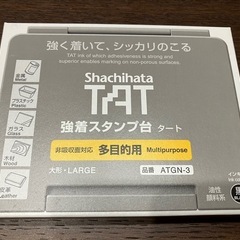 強く着いて、シッカリのこる
TAT ink of which adhesiveness is strong and
superior enables marking on non-porous surfaces.
金属
Metal
プラスチック
Plastic
ガラス
Glass
木材
Wood
皮革
Leather
Shachihata
TAT
強着スタンプ台 タート
非吸収面対応 多目的用 Multipurpose
大形・LARGE
品番 ATGN-3
油性
顔料系